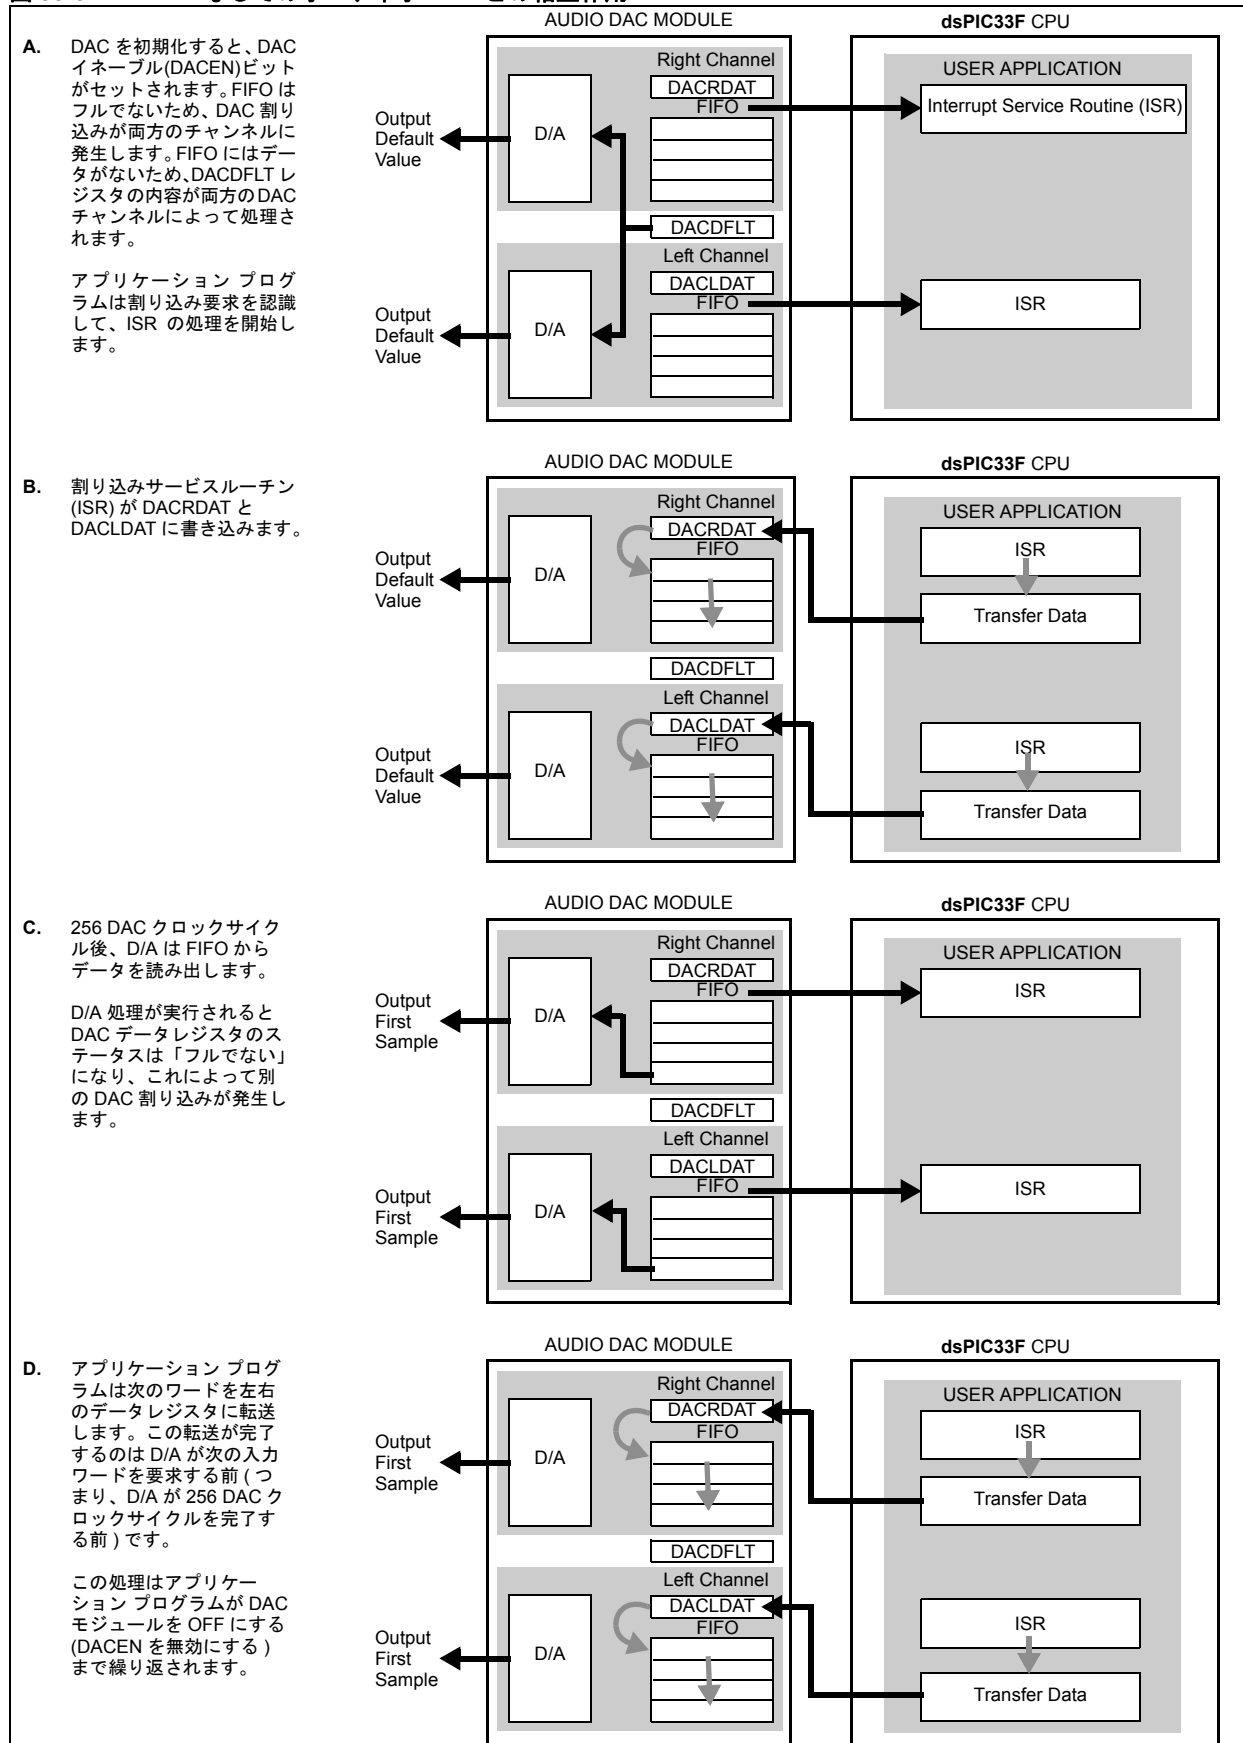 AUDIO DAC MODULE
dsPIC33F CPU
A. DAC を初期化すると、DAC
イネーブル(DACEN)ビット
がセットされます。FIFO は
フルでないため、DAC 割り
込みが両方のチャンネルに
発生します。FIFO にはデー
タがないため、DACDFLT レ
ジスタの内容が両方のDAC
チャンネルによって処理さ
れます。
アプリケーション プログ
ラムは割り込み要求を認識
して、ISR の処理を開始し
ます。
Output
Default
Value
D/A
Right Channel
DACRDAT
FIFO
DACDFLT
Left Channel
DACLDAT
FIFO
Output
Default
Value
D/A
USER APPLICATION
Interrupt Service Routine (ISR)
ISR
AUDIO DAC MODULE
dsPIC33F CPU
B. 割り込みサービスルーチン
(ISR) が DACRDAT と
DACLDAT に書き込みます。
Output
Default
Value
D/A
Right Channel
DACRDAT
FIFO
DACDFLT
Left Channel
DACLDAT
FIFO
Output
Default
Value
D/A
USER APPLICATION
ISR
Transfer Data
ISR
Transfer Data
AUDIO DAC MODULE
dsPIC33F CPU
C. 256 DAC クロックサイク
ル後、D/A は FIFO から
データを読み出します。
D/A 処理が実行されると
DAC データレジスタのス
テータスは「フルでない」
になり、これによって別
の DAC 割り込みが発生し
ます。
Output
First
Sample
D/A
Right Channel
DACRDAT
FIFO
DACDFLT
Left Channel
DACLDAT
FIFO
Output
First
Sample
D/A
USER APPLICATION
ISR
ISR
AUDIO DAC MODULE
dsPIC33F CPU
D. アプリケーション プログ
ラムは次のワードを左右
のデータレジスタに転送
します。この転送が完了
するのは D/A が次の入力
ワードを要求する前 ( つ
まり、D/A が 256 DAC ク
ロックサイクルを完了す
る前 ) です。
この処理はアプリケー
ション プログラムが DAC
モジュールを OFF にする
(DACEN を無効にする )
まで繰り返されます。
Output
First
Sample
D/A
Right Channel
DACRDAT
FIFO
DACDFLT
Left Channel
DACLDAT
FIFO
Output
First
Sample
D/A
USER APPLICATION
ISR
Transfer Data
ISR
Transfer Data